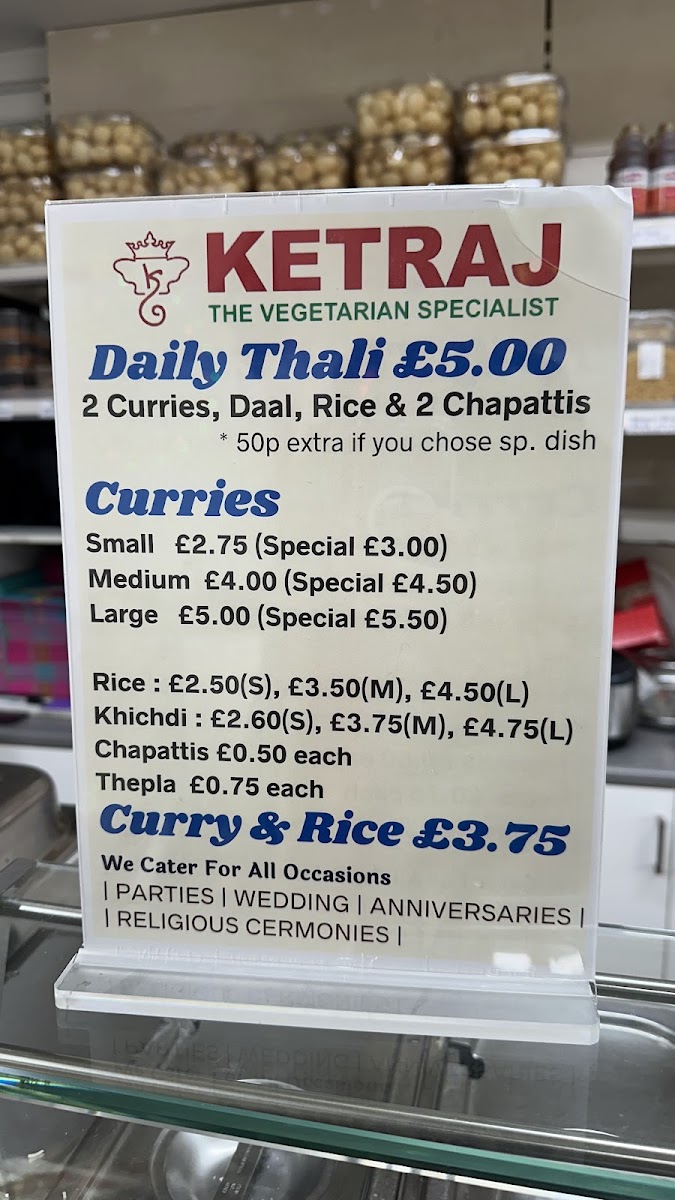 KETRAJ
THE VEGETARIAN SPECIALIST
Daily Thali £5.00
2 Curries, Daal, Rice & 2 Chapattis
* 50p extra if you chose sp. dish
Curries
Small £2.75 (Special £3.00)
Medium £4.00 (Special £4.50)
Large £5.00 (Special £5.50)
Rice : £2.50(S), £3.50(M), £4.50(L)
Khichdi : £2.60(S), £3.75(M), £4.75(L)
Chapattis £0.50 each
Thepla £0.75 each
Curry & Rice £3.75
We Cater For All Occasions
| PARTIES | WEDDING | ANNIVERSARIES |
| RELIGIOUS CERMONIES |